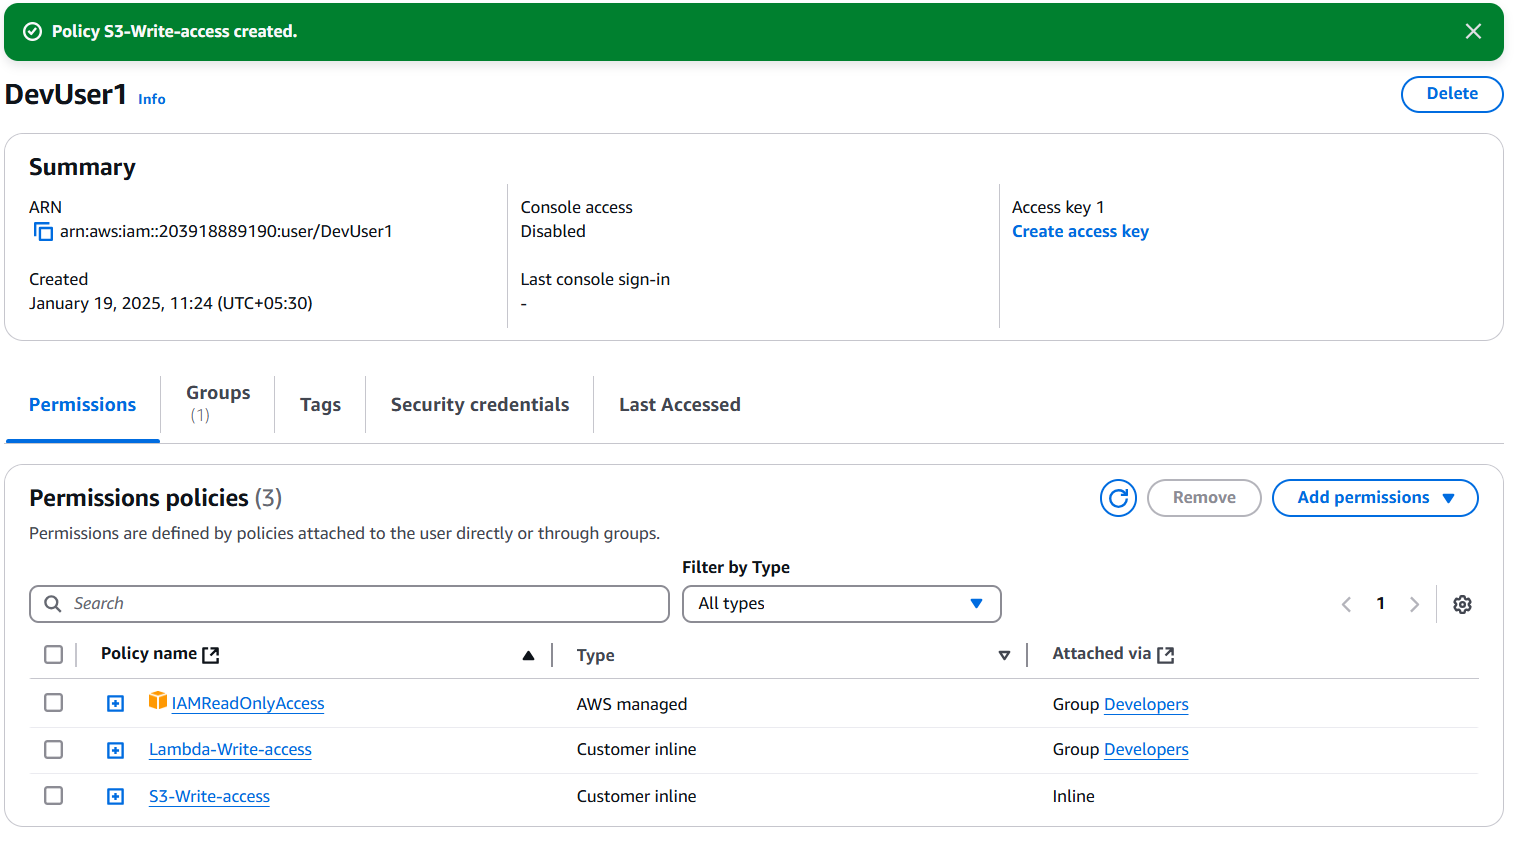 Policy S3-Write-access created.
DevUser1 Info
Delete
Summary
ARN
arn:aws:iam::203918889190:user/DevUser1
Created
January 19, 2025, 11:24 (UTC+05:30)
Console access
Disabled
Last console sign-in
-
Access key 1
Create access key
Permissions
Groups
(1)
Tags
Security credentials
Last Accessed
Permissions policies (3)
Remove
Add permissions
Permissions are defined by policies attached to the user directly or through groups.
Filter by Type
Search
All types
1
Policy name Type Attached via
IAMReadOnlyAccess AWS managed Group Developers
Lambda-Write-access Customer inline Group Developers
S3-Write-access Customer inline Inline